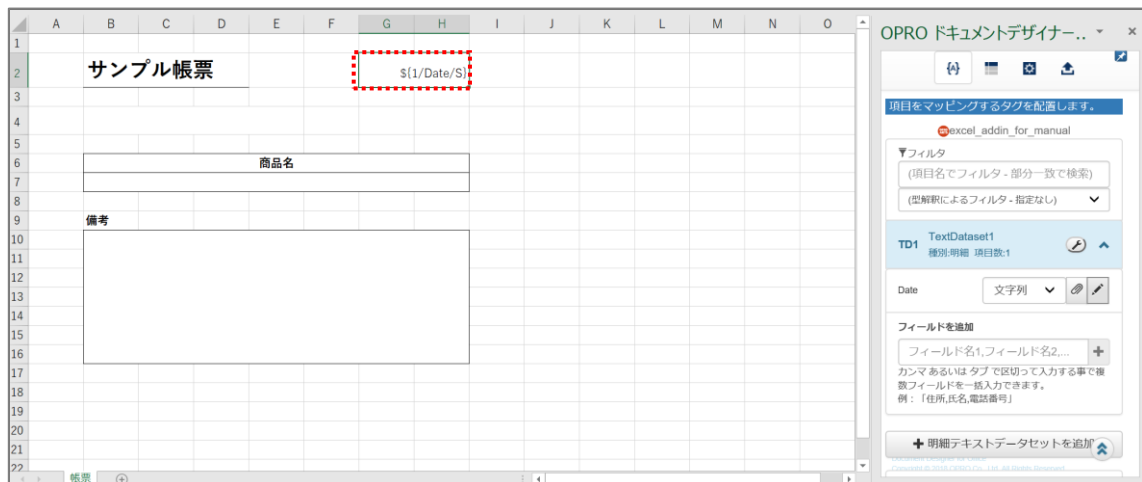 A B C D E F G H I J K L M N O
1
2 サンプル帳票 ${1/Date/S}
3
4
5
6 商品名
7
8
9 備考
10
11
12
13
14
15
16
17
18
19
20
21
22
帳票
OPRO ドキュメントデザイナー..
{A}
項目をマッピングするタグを配置します。
excel_addin_for_manual
フィルタ
(項目名でフィルタ - 部分一致で検索)
(型解釈によるフィルタ - 指定なし)
TD1 TextDataset1
種別:明細 項目数:1
Date 文字列
フィールドを追加
フィールド名1,フィールド名2,...
カンマ あるいは タブ で区切って入力する事で複
数フィールドを一括入力できます。
例：「住所,氏名,電話番号」
明細テキストデータセットを追加